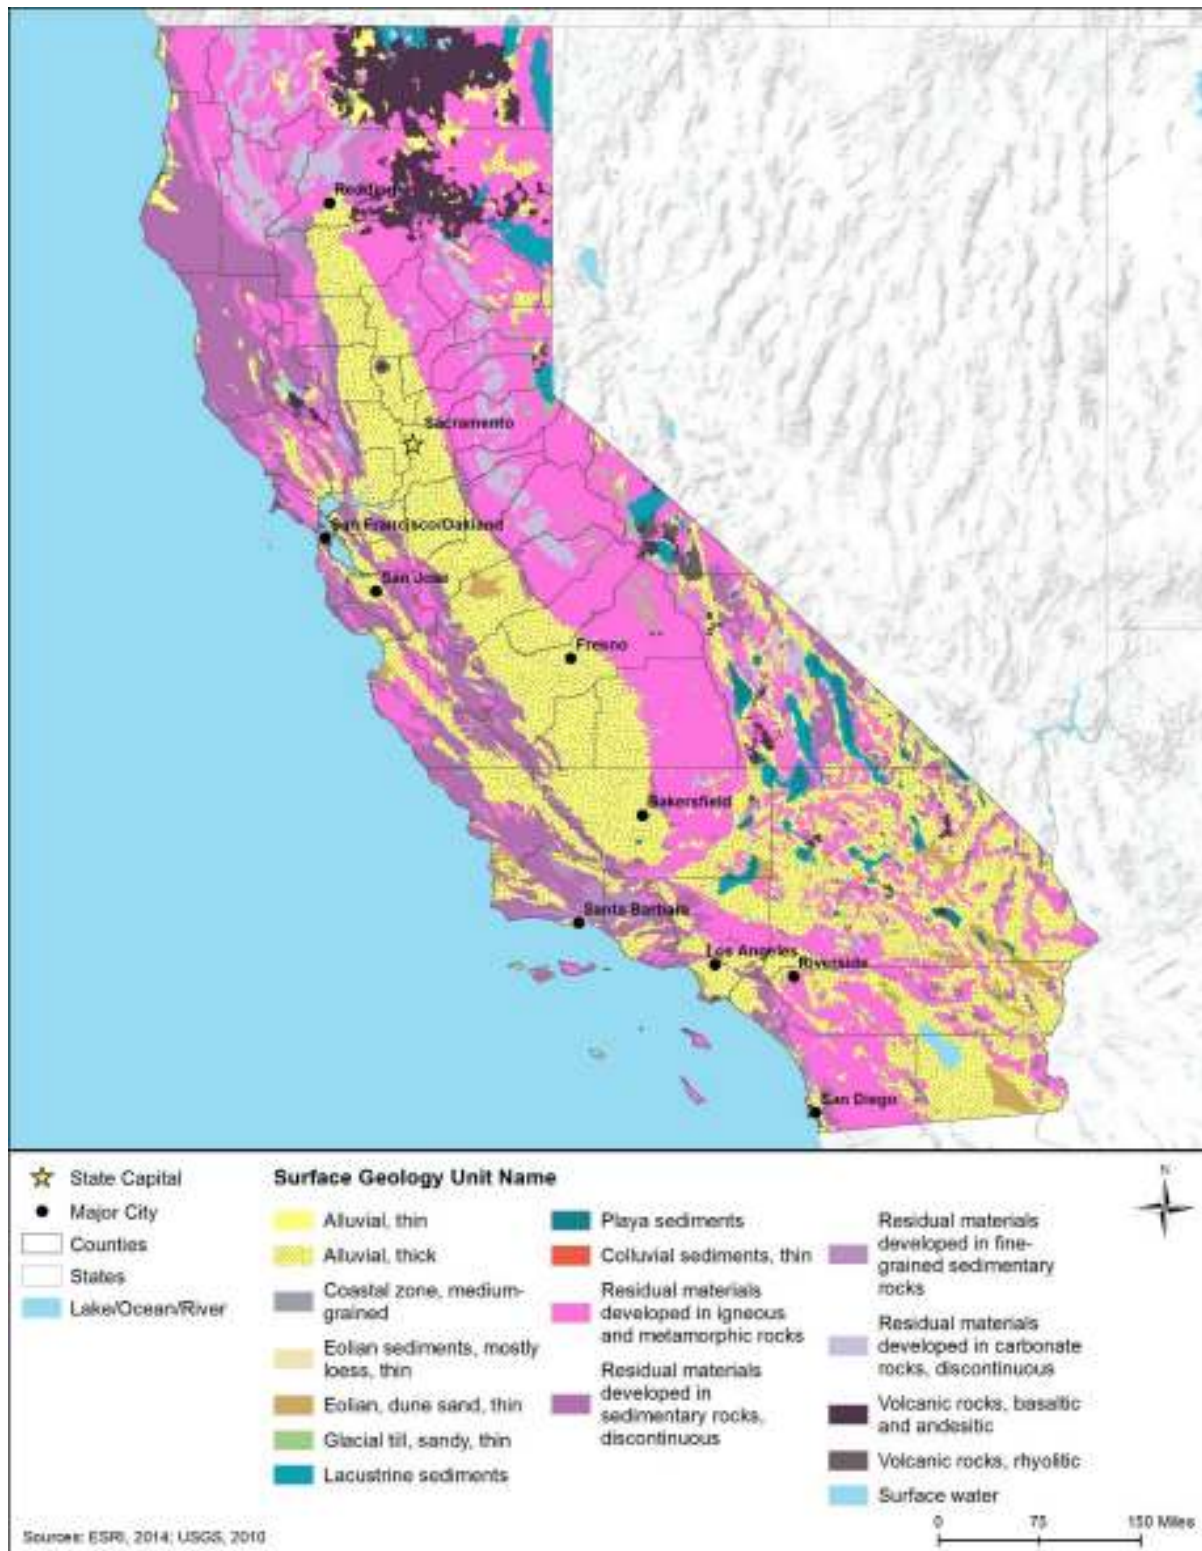 Redding
Sacramento
San Francisco/Oakland
San Jose
Fresno
Bakersfield
Santa Barbara
Los Angeles
Riverside
San Diego
State Capital
Major City
Counties
States
Lake/Ocean/River
Surface Geology Unit Name
Alluvial, thin
Alluvial, thick
Coastal zone, medium-
grained
Eolian sediments, mostly
loess, thin
Eolian, dune sand, thin
Glacial till, sandy, thin
Lacustrine sediments
Playa sediments
Colluvial sediments, thin
Residual materials
developed in igneous
and metamorphic rocks
Residual materials
developed in
sedimentary rocks,
discontinuous
Residual materials
developed in fine-
grained sedimentary
rocks
Residual materials
developed in carbonate
rocks, discontinuous
Volcanic rocks, basaltic
and andesitic
Volcanic rocks, rhyolitic
Surface water
N
0 75 150 Miles
Sources: ESRI, 2014; USGS, 2010